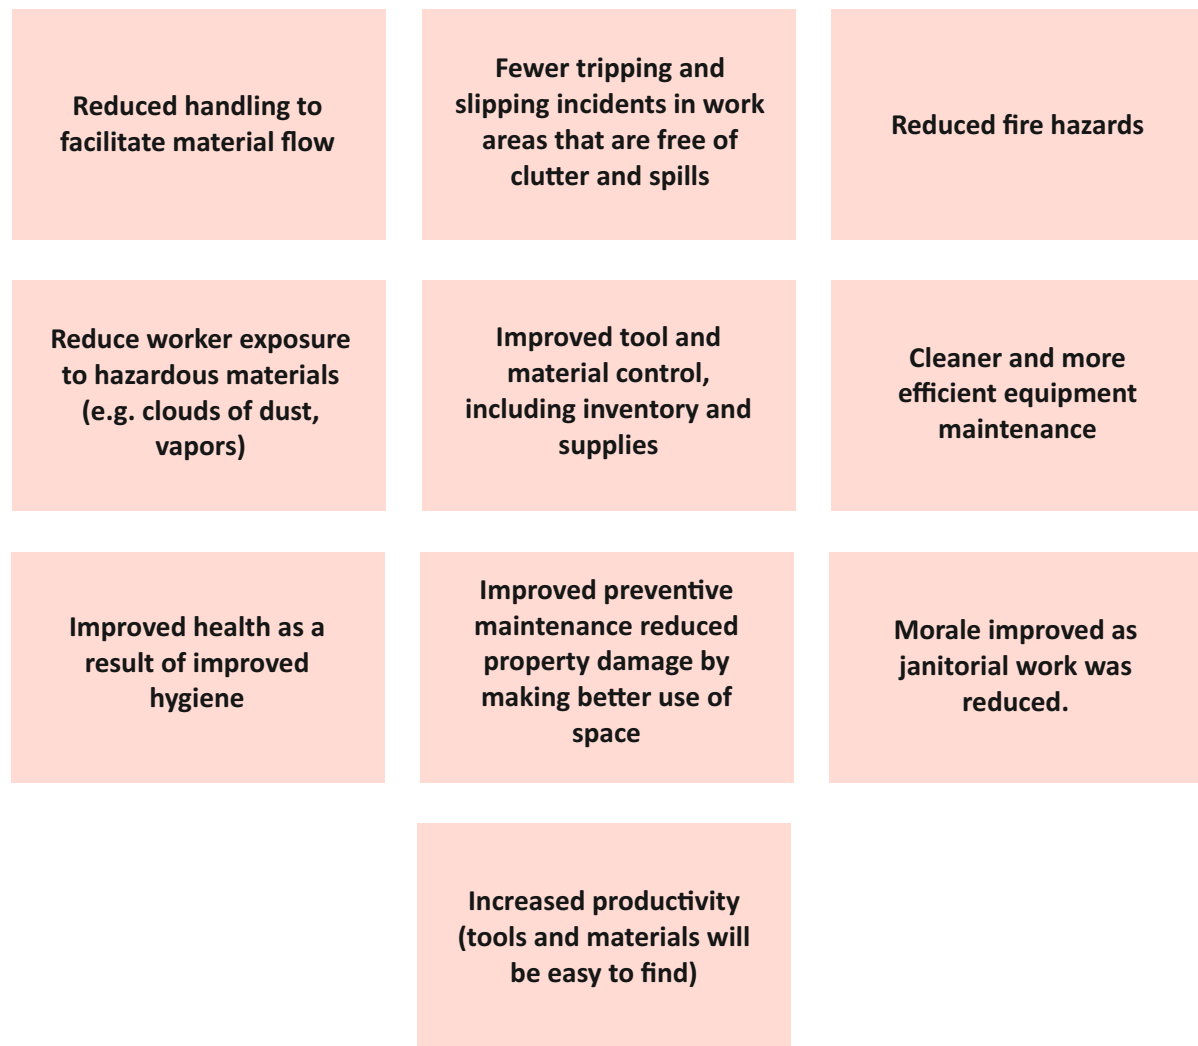 Reduced handling to
facilitate material flow
Fewer tripping and
slipping incidents in work
areas that are free of
clutter and spills
Reduced fire hazards
Reduce worker exposure
to hazardous materials
(e.g. clouds of dust,
vapors)
Improved tool and
material control,
including inventory and
supplies
Cleaner and more
efficient equipment
maintenance
Improved health as a
result of improved
hygiene
Improved preventive
maintenance reduced
property damage by
making better use of
space
Morale improved as
janitorial work was
reduced.
Increased productivity
(tools and materials will
be easy to find)